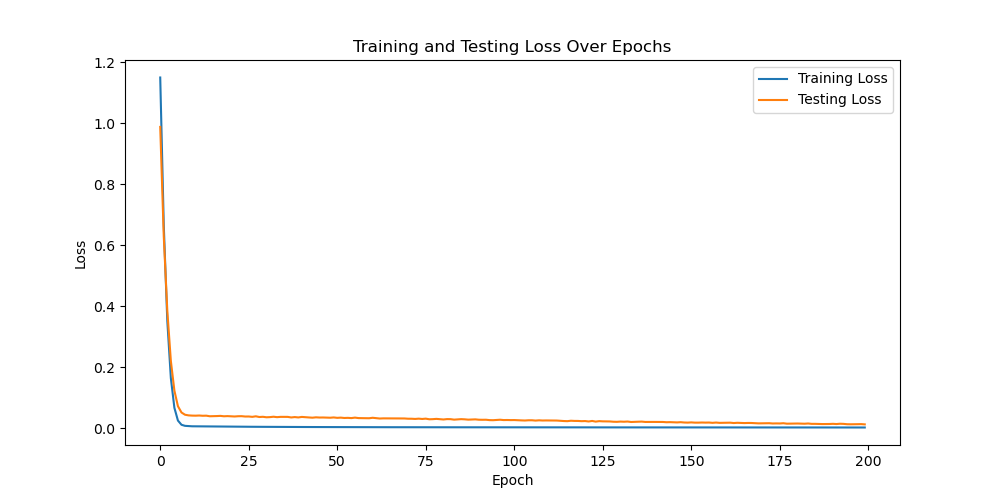 Training and Testing Loss Over Epochs
Training Loss
Testing Loss
1.2
1.0
0.8
0.6
0.4
0.2
0.0
Loss
0 25 50 75 100 125 150 175 200
Epoch